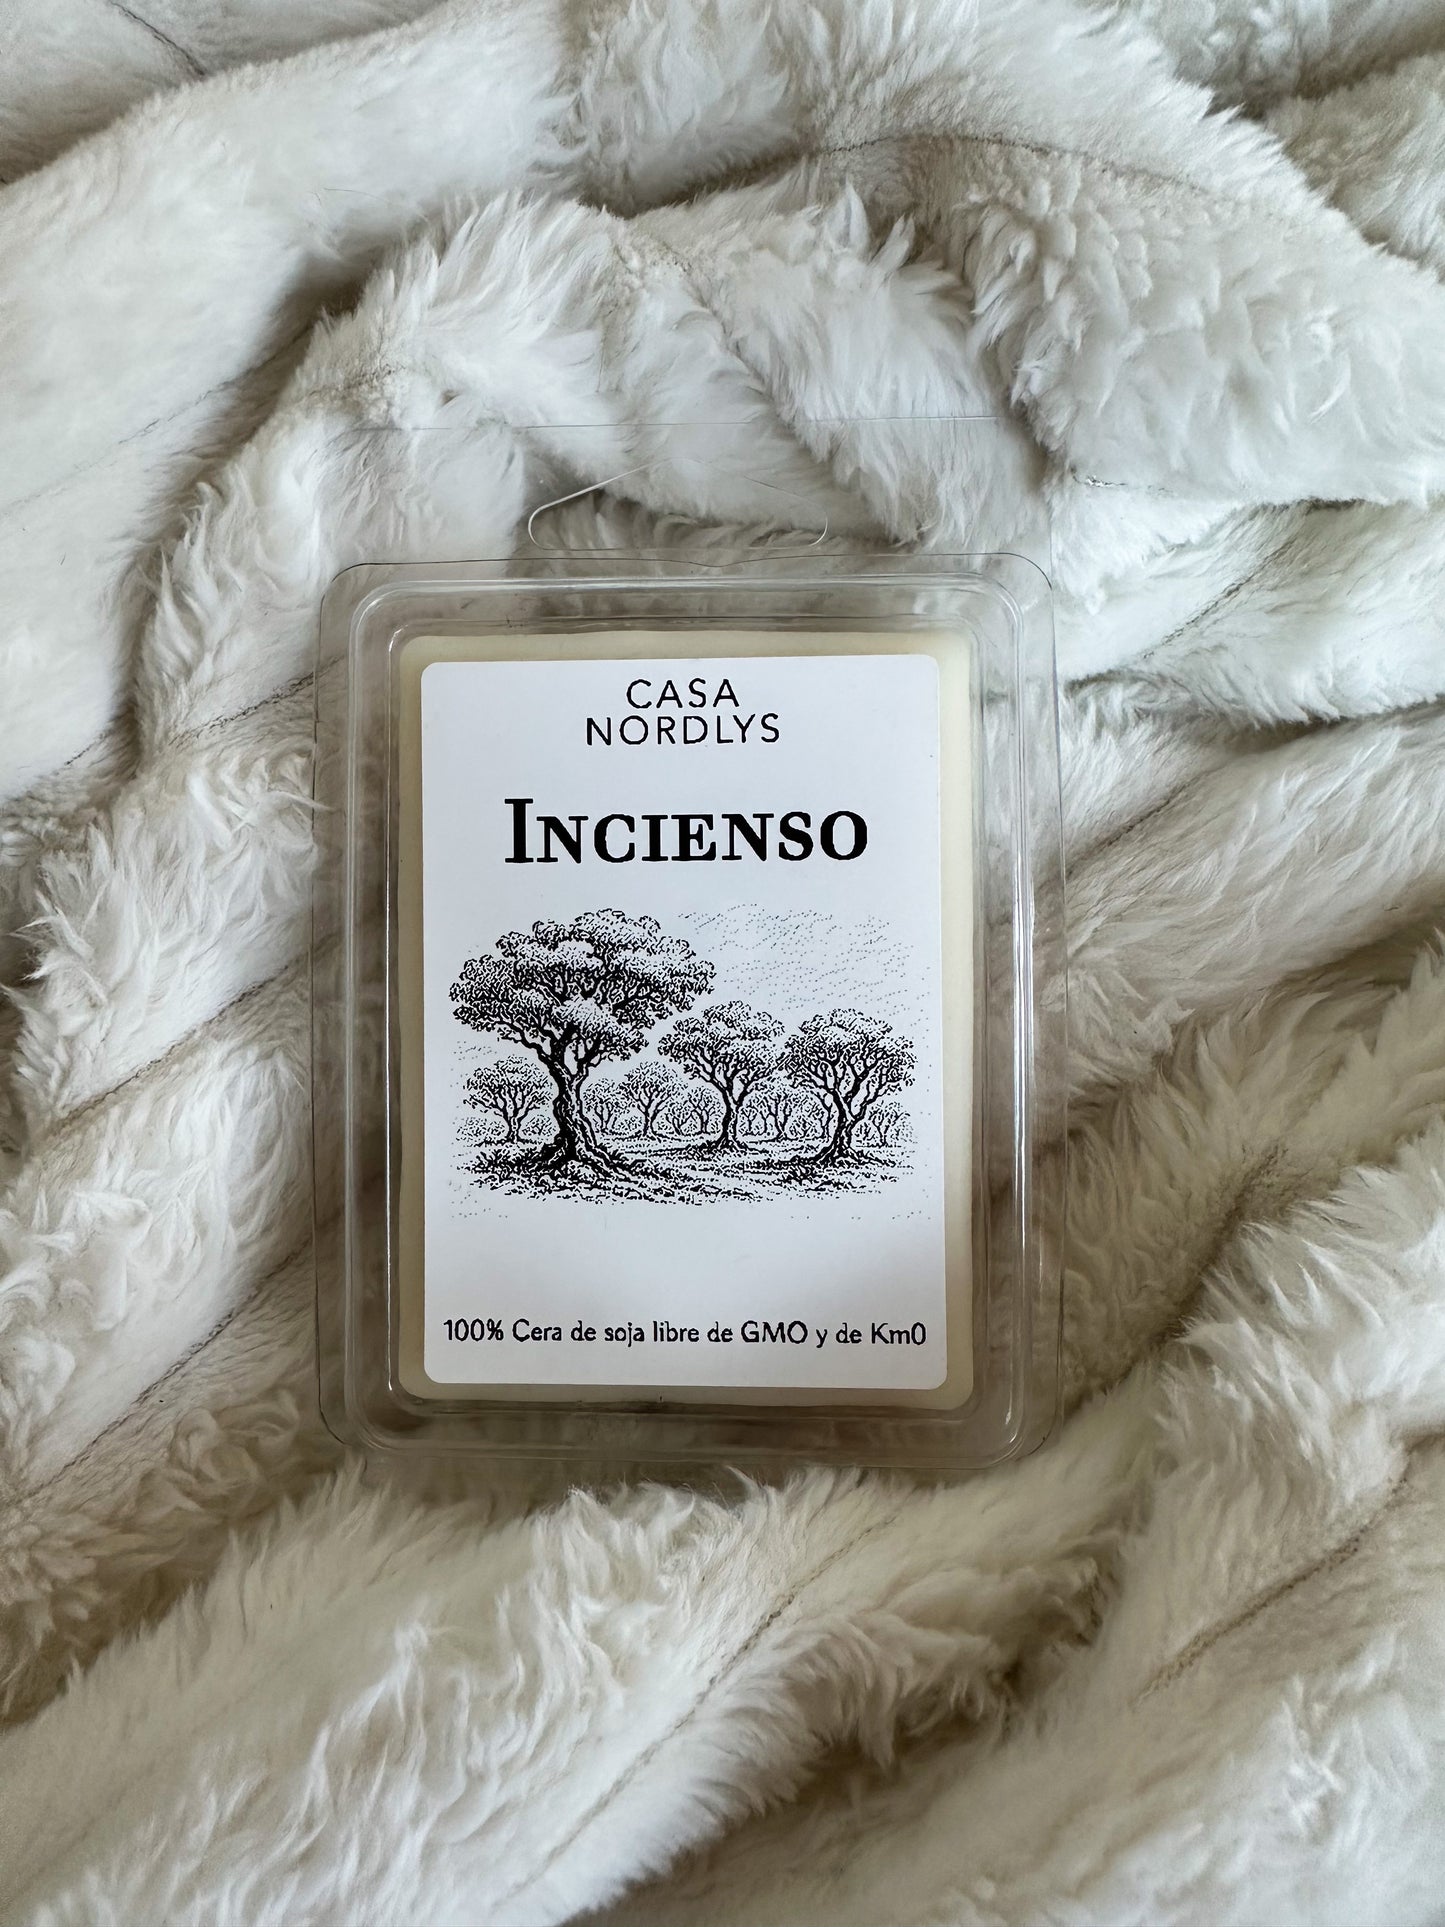 CASA
NORDLYS
INCIENSO
100% Cera de soja libre de GMO y de Km0